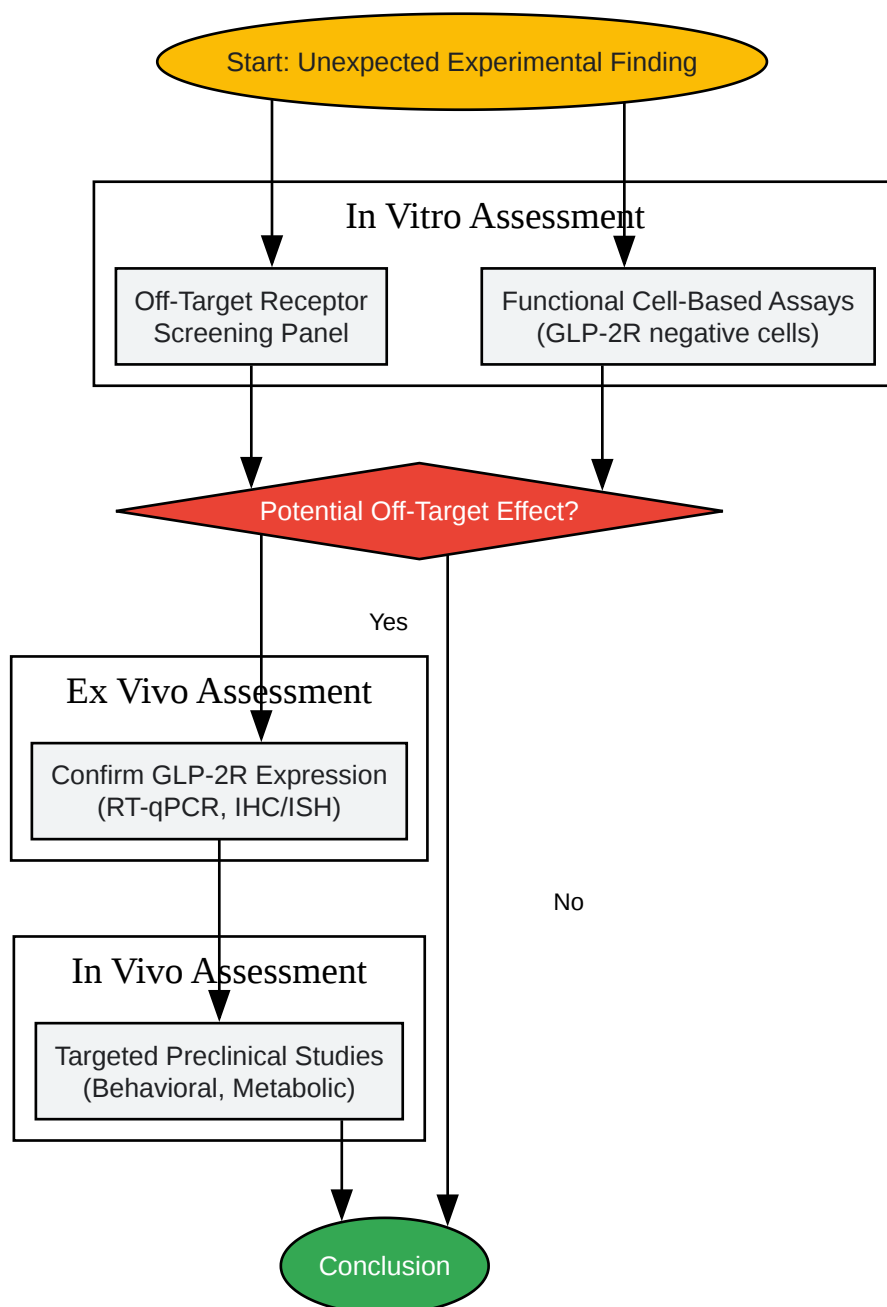 Start: Unexpected Experimental Finding
In Vitro Assessment
Off-Target Receptor
Screening Panel
Functional Cell-Based Assays
(GLP-2R negative cells)
Potential Off-Target Effect?
Yes
Ex Vivo Assessment
Confirm GLP-2R Expression
(RT-qPCR, IHC/ISH)
No
In Vivo Assessment
Targeted Preclinical Studies
(Behavioral, Metabolic)
Conclusion